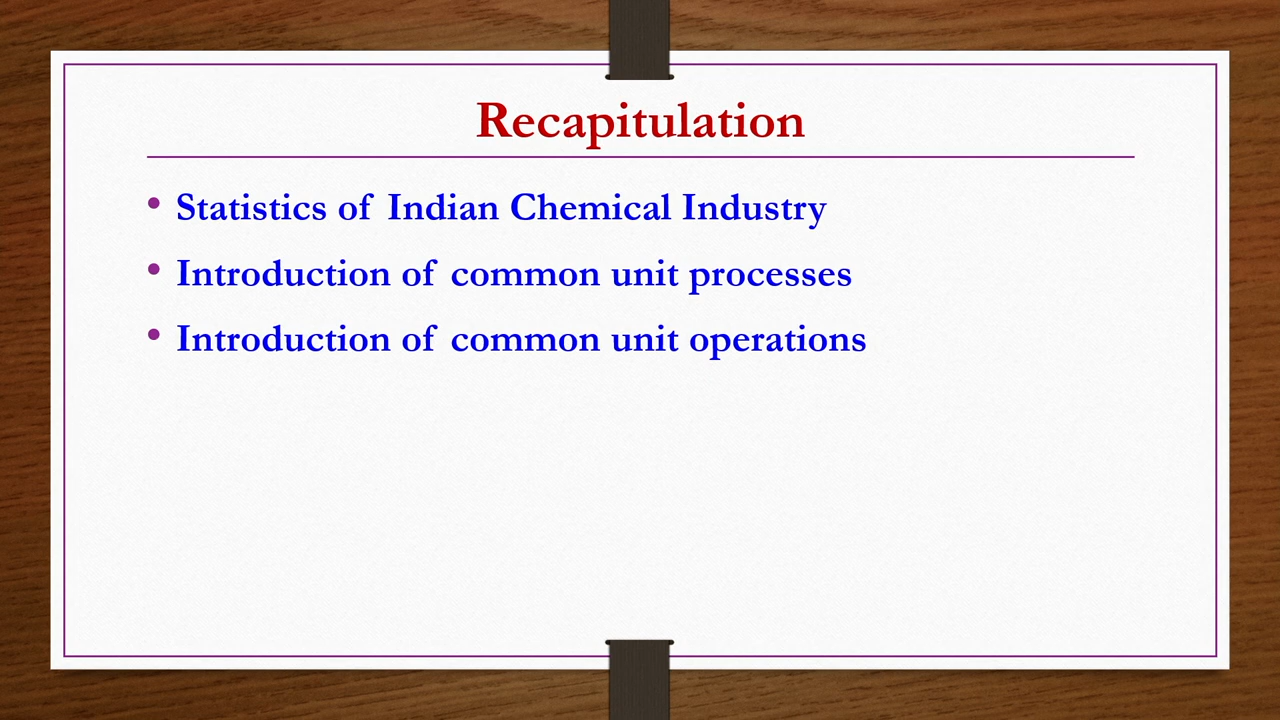 Recapitulation
• Statistics of Indian Chemical Industry
• Introduction of common unit processes
• Introduction of common unit operations